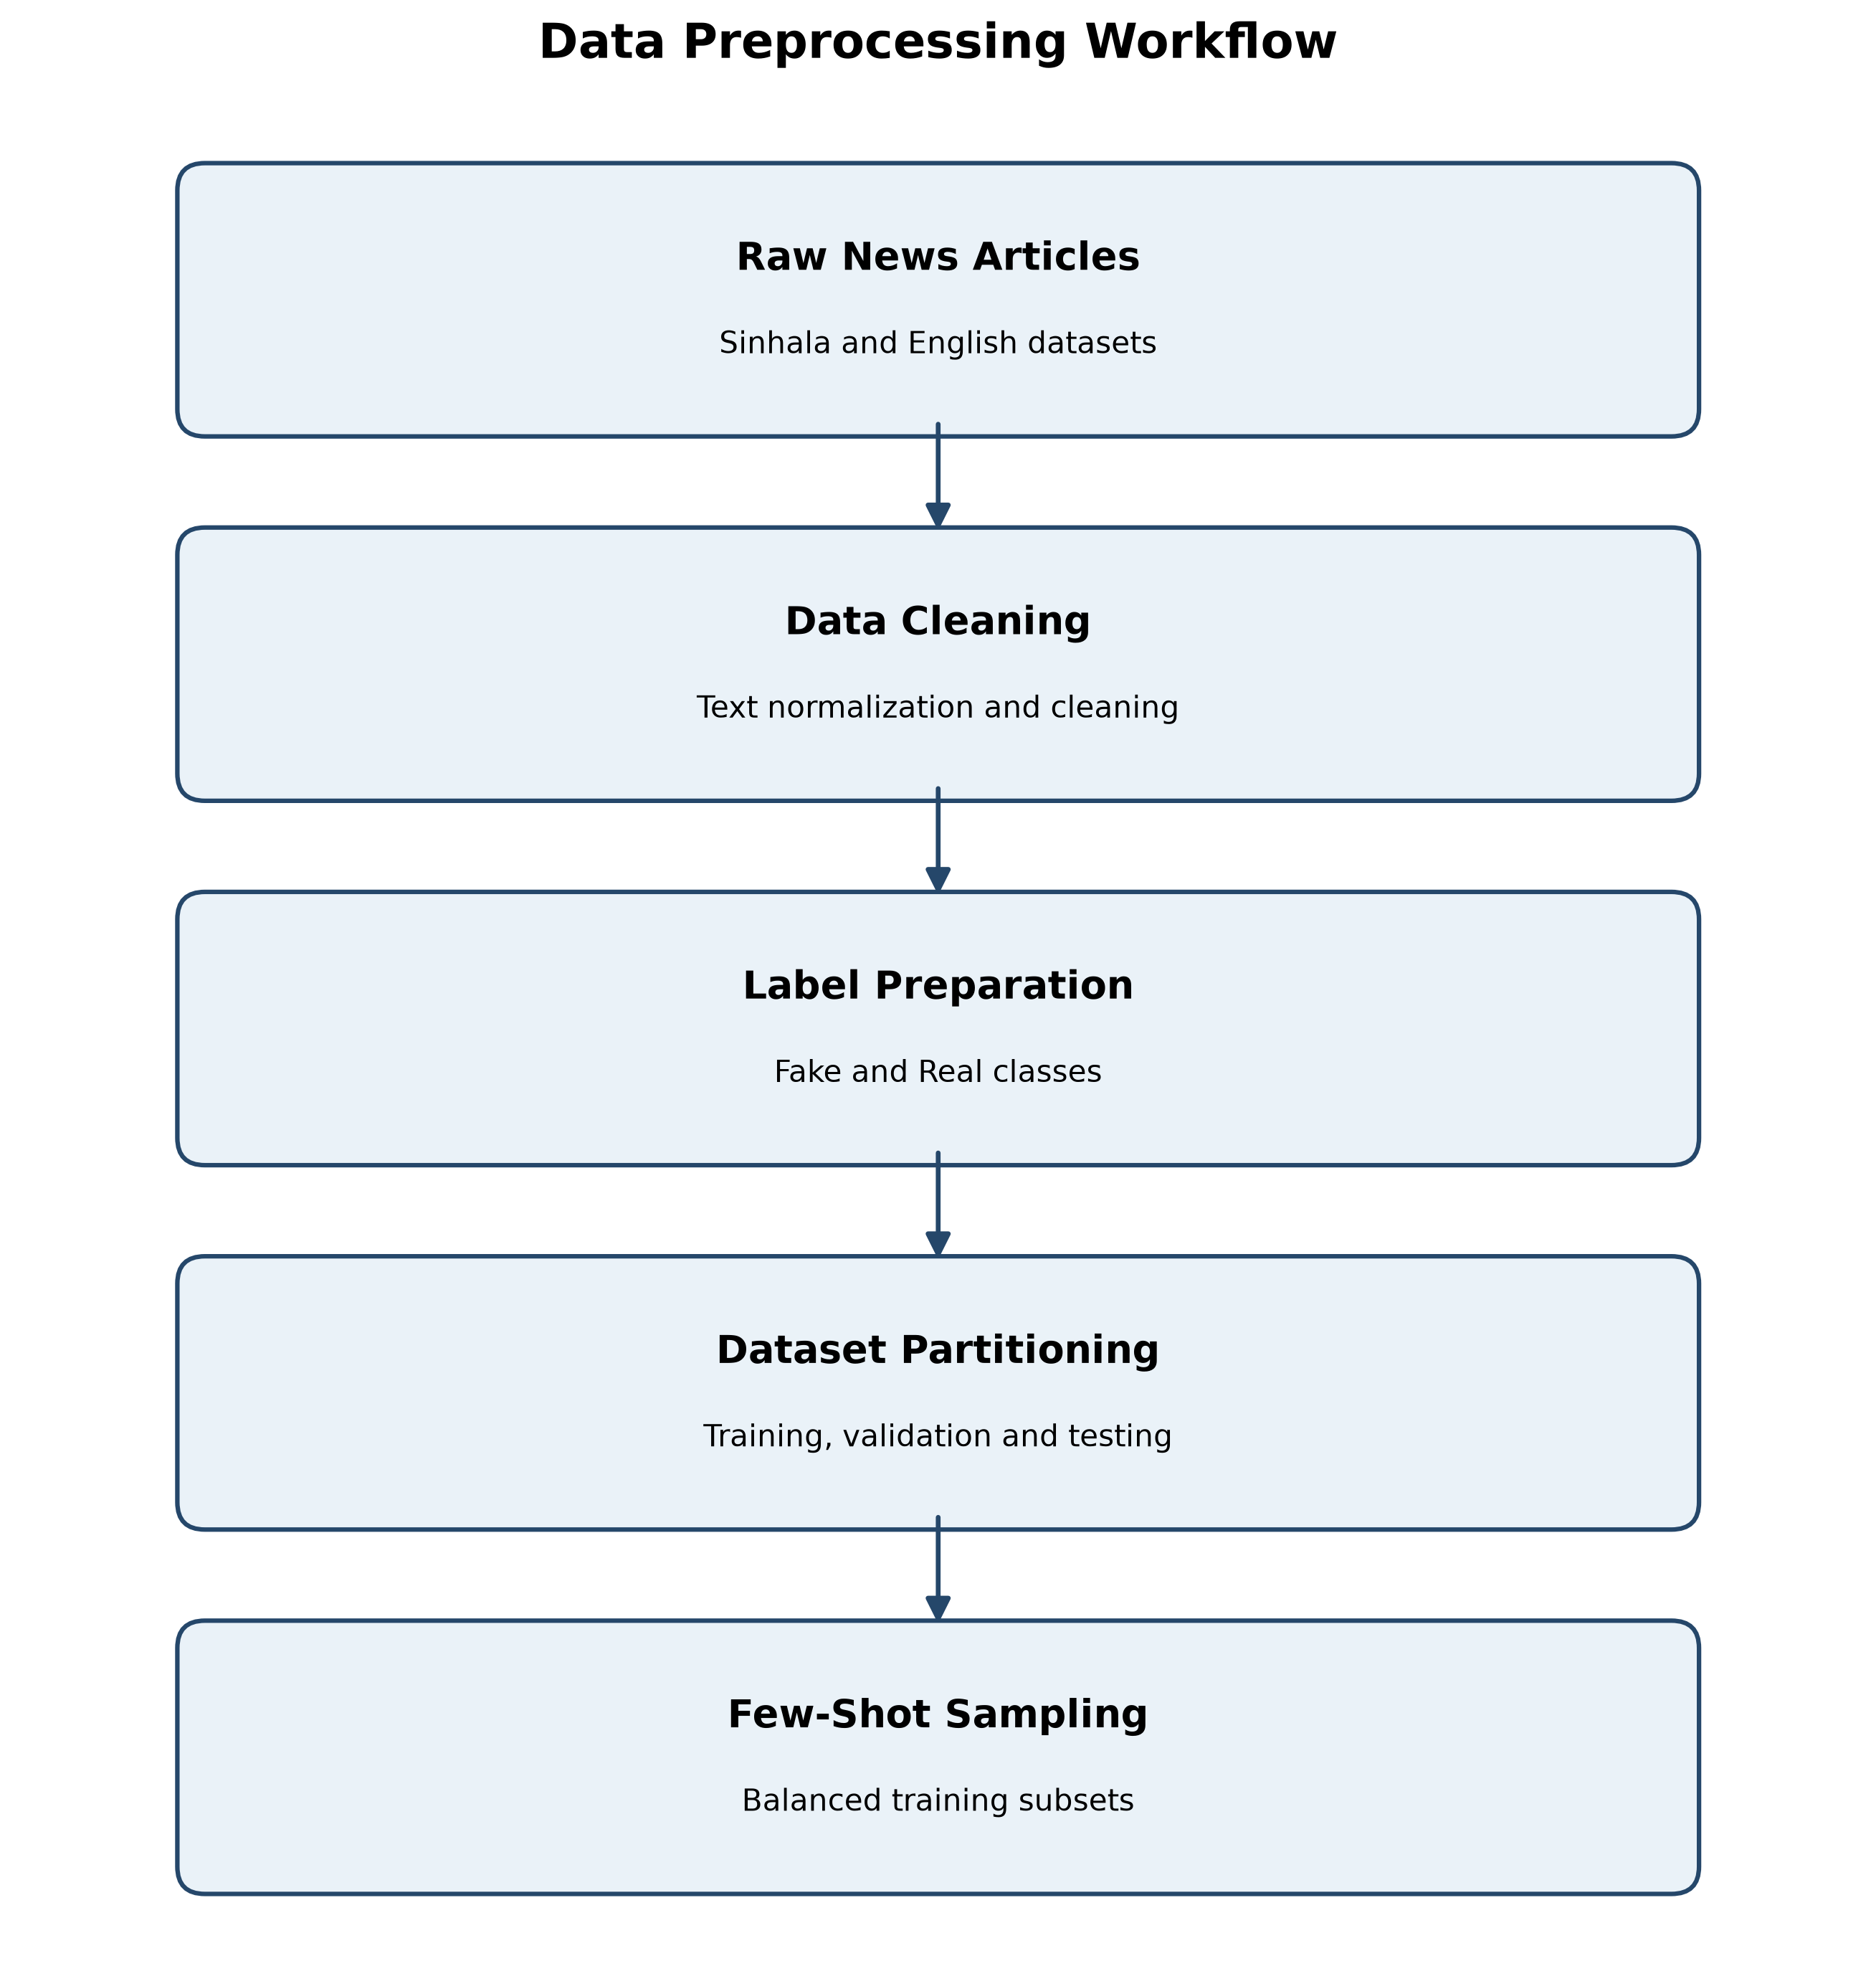 Data Preprocessing Workflow
Raw News Articles
Sinhala and English datasets
Data Cleaning
Text normalization and cleaning
Label Preparation
Fake and Real classes
Dataset Partitioning
Training, validation and testing
Few-Shot Sampling
Balanced training subsets